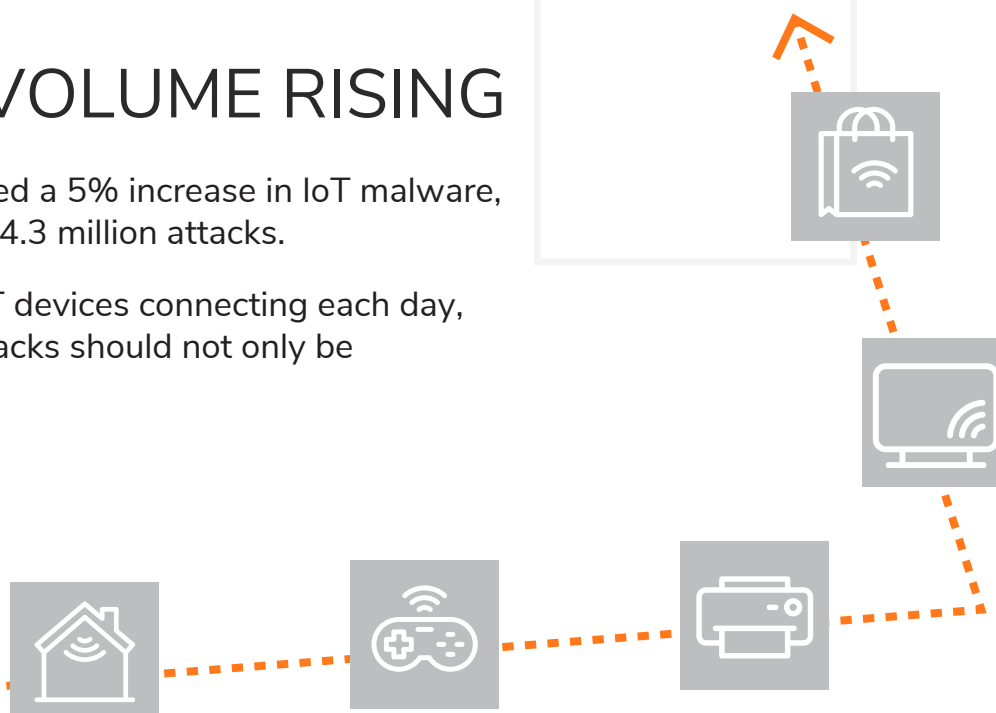 VOLUME RISING
ed a 5% increase in IoT malware,
4.3 million attacks.
T devices connecting each day,
acks should not only be